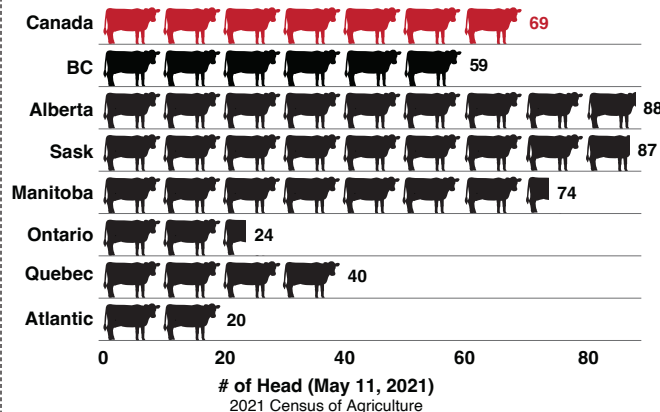 Canada 69
BC 59
Alberta 88
Sask 87
Manitoba 74
Ontario 24
Quebec 40
Atlantic 20
0 20 40 60 80
# of Head (May 11, 2021)
2021 Census of Agriculture